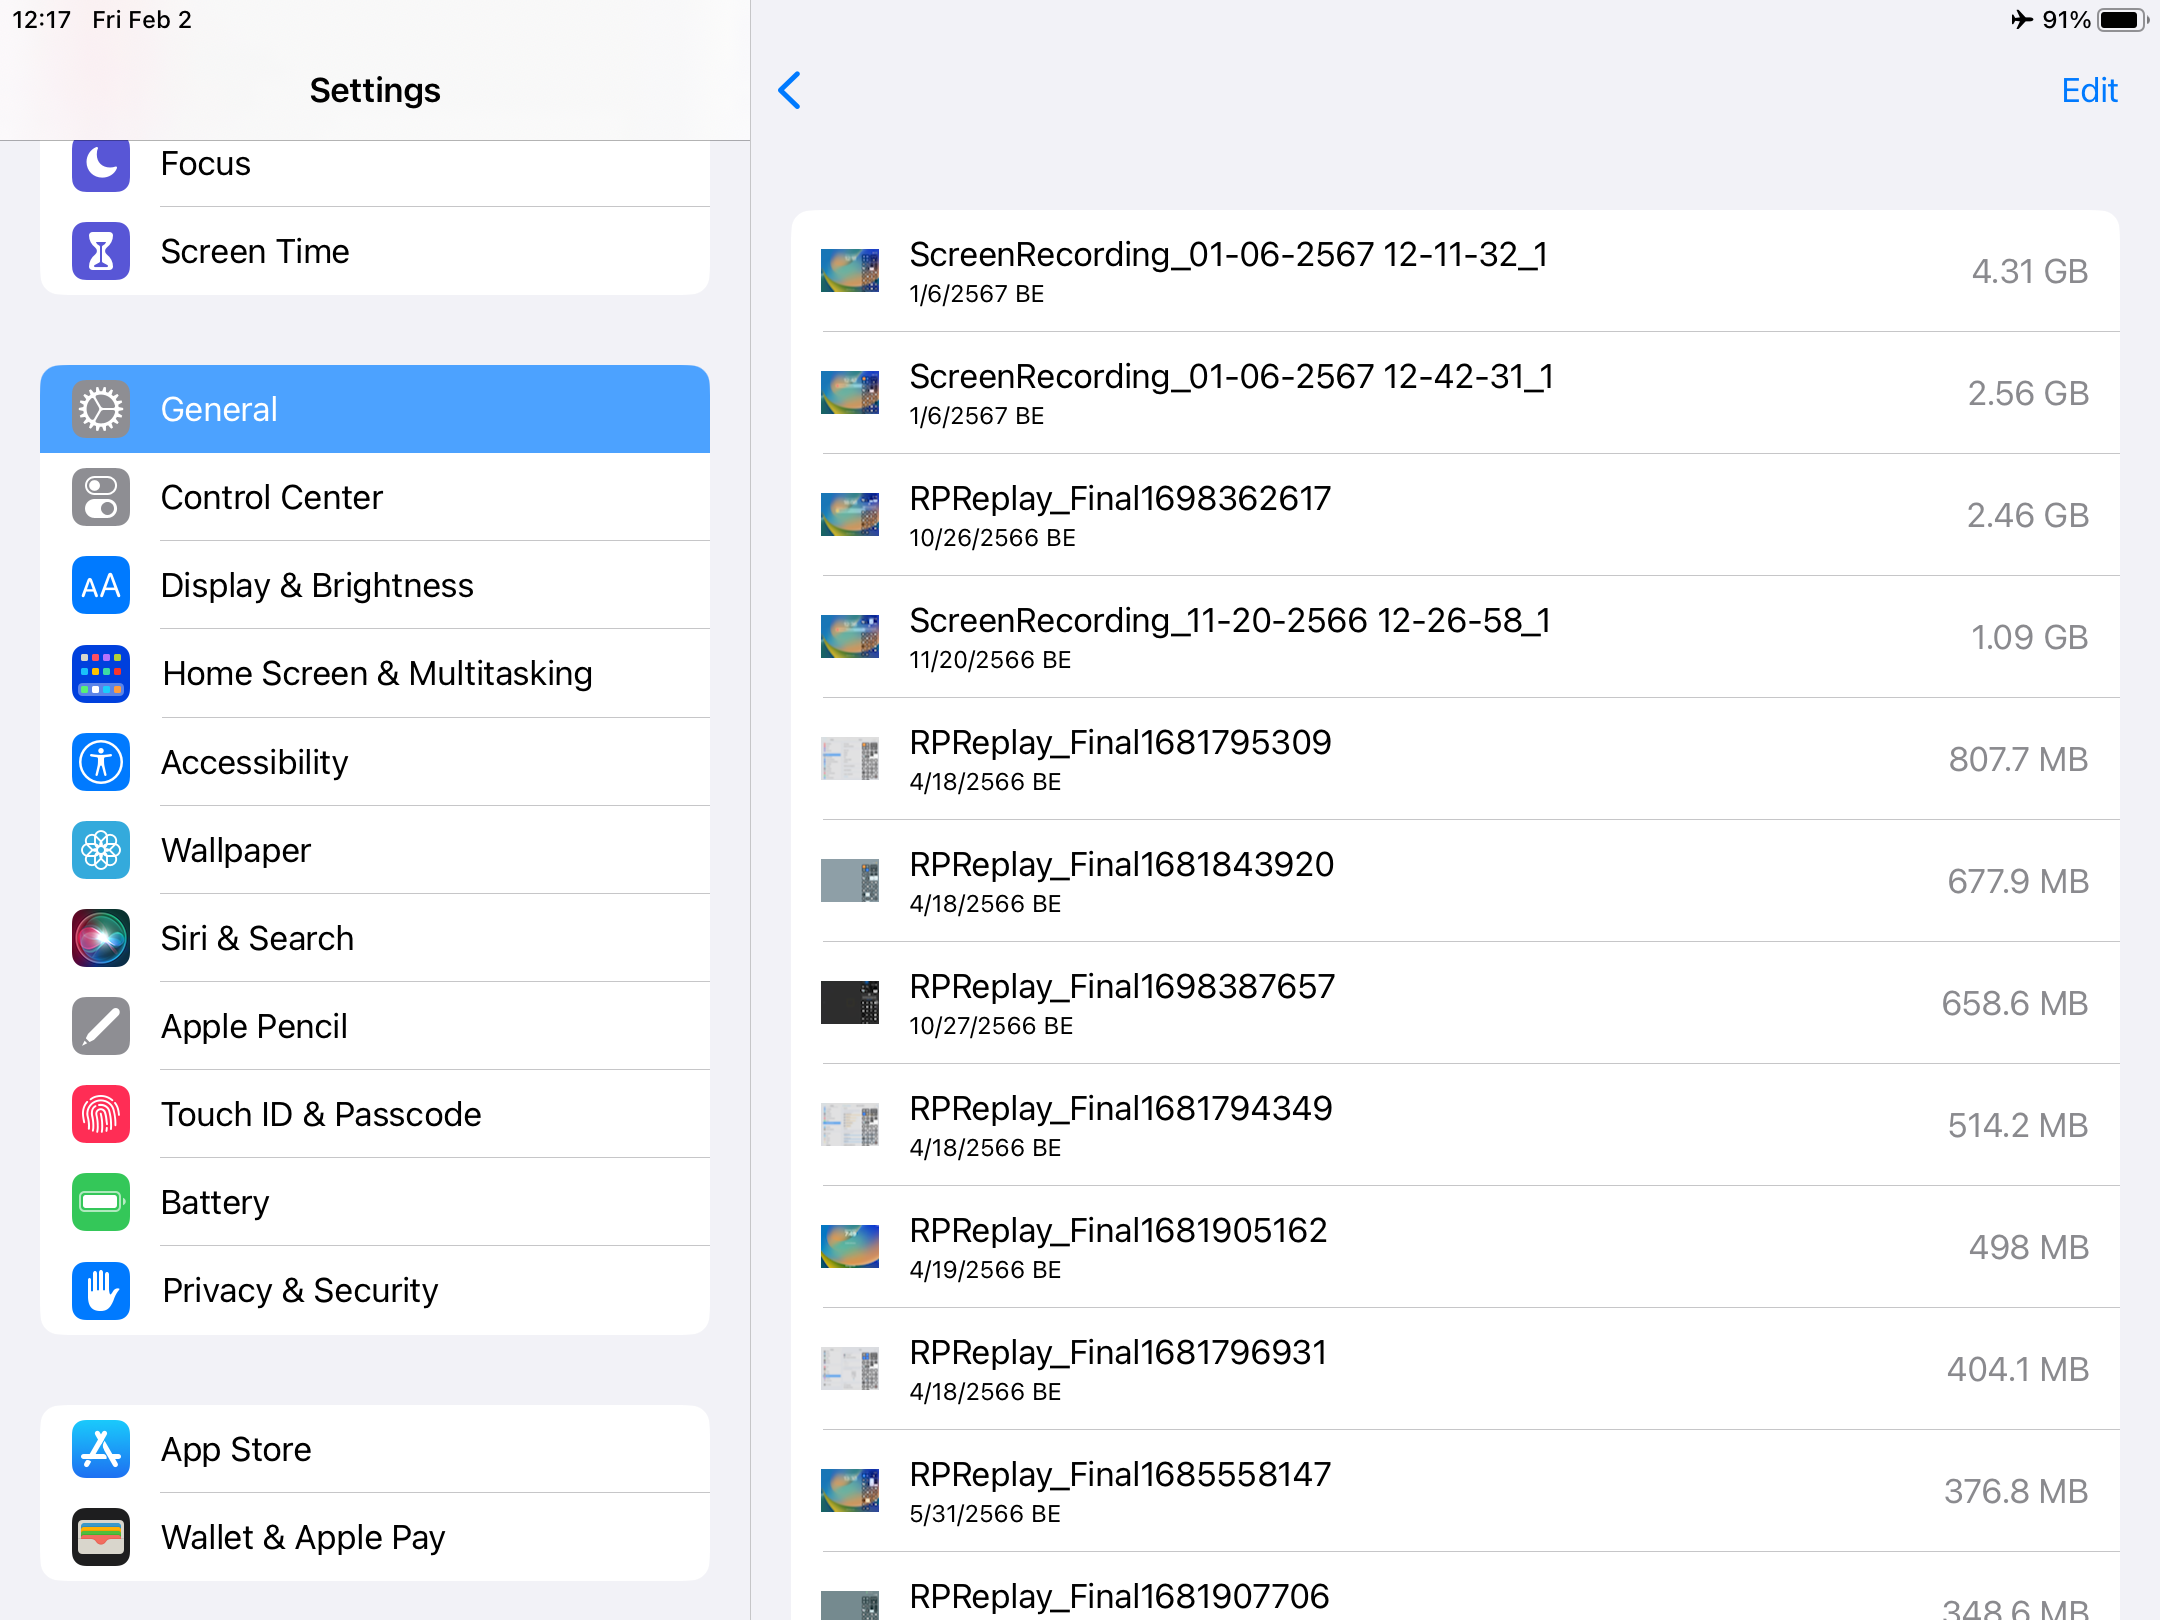 12:17 Fri Feb 2
91%
Settings
Edit
Focus
Screen Time
General
Control Center
AA Display & Brightness
Home Screen & Multitasking
Accessibility
Wallpaper
Siri & Search
Apple Pencil
Touch ID & Passcode
Battery
Privacy & Security
App Store
Wallet & Apple Pay
ScreenRecording_01-06-2567 12-11-32_1
1/6/2567 BE
4.31 GB
ScreenRecording_01-06-2567 12-42-31_1
1/6/2567 BE
2.56 GB
RPReplay_Final1698362617
10/26/2566 BE
2.46 GB
ScreenRecording_11-20-2566 12-26-58_1
11/20/2566 BE
1.09 GB
RPReplay_Final1681795309
4/18/2566 BE
807.7 MB
RPReplay_Final1681843920
4/18/2566 BE
677.9 MB
RPReplay_Final1698387657
10/27/2566 BE
658.6 MB
RPReplay_Final1681794349
4/18/2566 BE
514.2 MB
RPReplay_Final1681905162
4/19/2566 BE
498 MB
RPReplay_Final1681796931
4/18/2566 BE
404.1 MB
RPReplay_Final1685558147
5/31/2566 BE
376.8 MB
RPReplay_Final1681907706
348.6 MB